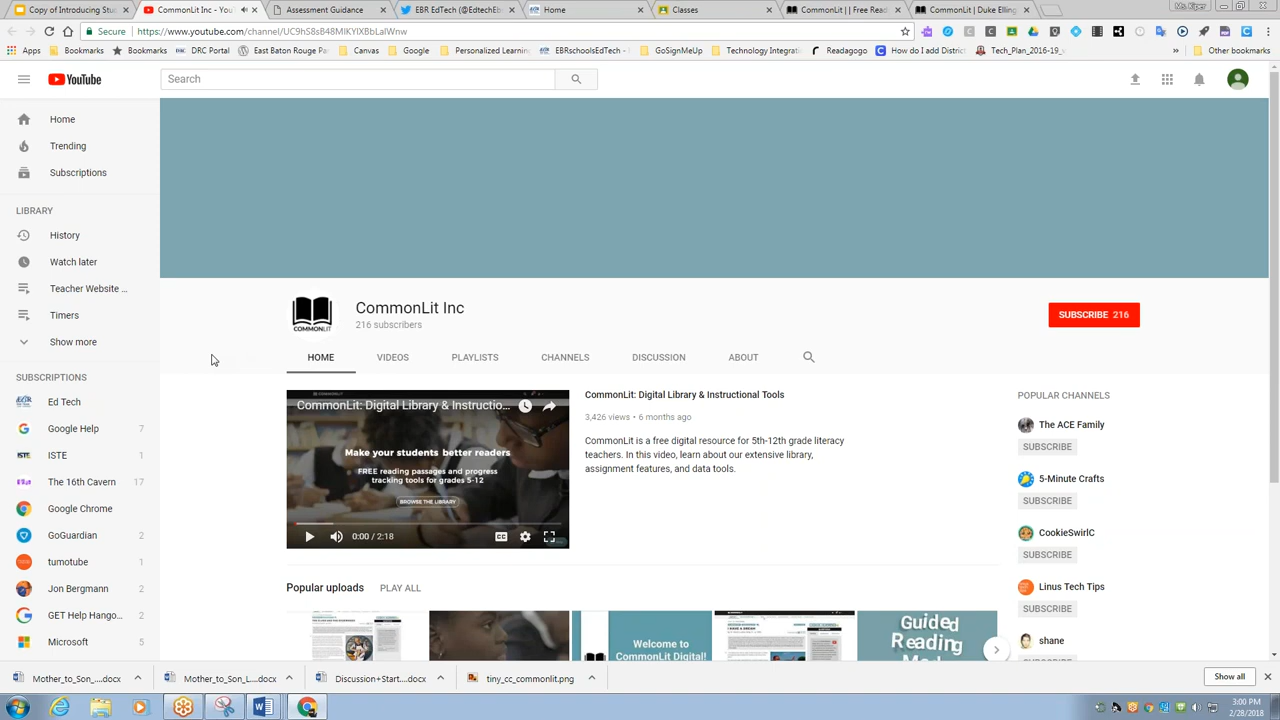 Copy of Introducing Stu
CommonLit Inc - You
Assessment Guidance
EBR EdTech (@EdtechEb
Home
Classes
CommonLit | Free Read
CommonLit | Duke Elling
Secure
https://www.youtube.com/channel/
Apps
Bookmarks
Bookmarks
DRC Portal
East Baton Rouge Par
Canvas
Google
Personalized Learning
EBRschoolsEdTech - G
GoSignMeUp
Technology Integrat
Readagogo
How do I add District
Tech_Plan_2016-19_
»
Other bookmarks
YouTube
Search
Home
Trending
Subscriptions
LIBRARY
History
Watch later
Teacher Website ...
Timers
Show more
SUBSCRIPTIONS
Ed Tech
Google Help 7
ISTE 1
The 16th Cavern 17
Google Chrome
GoGuardian 2
tumotube 1
Jon Bergmann 2
GET Help Hango... 2
Microsoft 5
COMMONLIT
CommonLit Inc
216 subscribers
SUBSCRIBE 216
HOME
VIDEOS
PLAYLISTS
CHANNELS
DISCUSSION
ABOUT
CommonLit: Digital Library & Instructio...
Make your students better readers
FREE reading passages and progress
tracking tools for grades 5-12
BROWSE THE LIBRARY
0:00 / 2:18
CC
CommonLit: Digital Library & Instructional Tools
3,426 views • 6 months ago
CommonLit is a free digital resource for 5th-12th grade literacy
teachers. In this video, learn about our extensive library,
assignment features, and data tools.
POPULAR CHANNELS
The ACE Family
SUBSCRIBE
5-Minute Crafts
SUBSCRIBE
CookieSwirlC
SUBSCRIBE
Linus Tech Tips
SUBSCRIBE
shane
Popular uploads
PLAY ALL
Welcome to
CommonLit Digital!
Guided
Reading
Mother_to_Son_....docx
Mother_to_Son_L....docx
Discussion+Start....docx
tiny_cc_commonlit.png
Show all
3:00 PM
2/28/2018